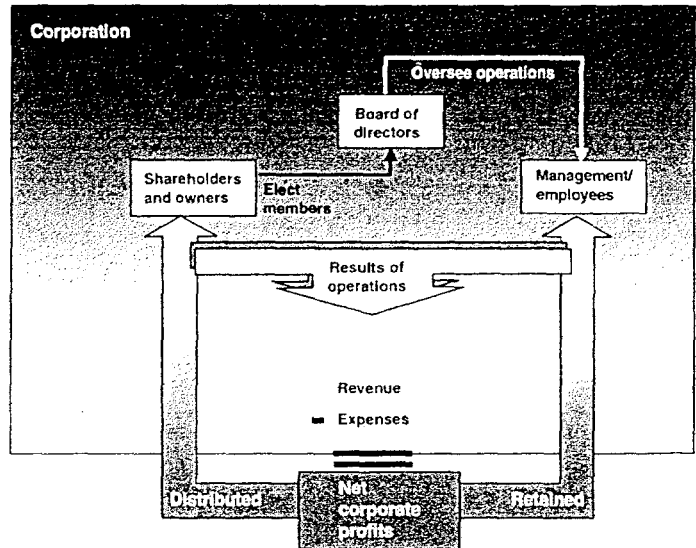 Corporation
Oversee operations
Board of
directors
Shareholders
and owners
Elect
members
Management/
employees
Results of
operations
Revenue
- Expenses
=
Distributed
Net
corporate
profits
Retained